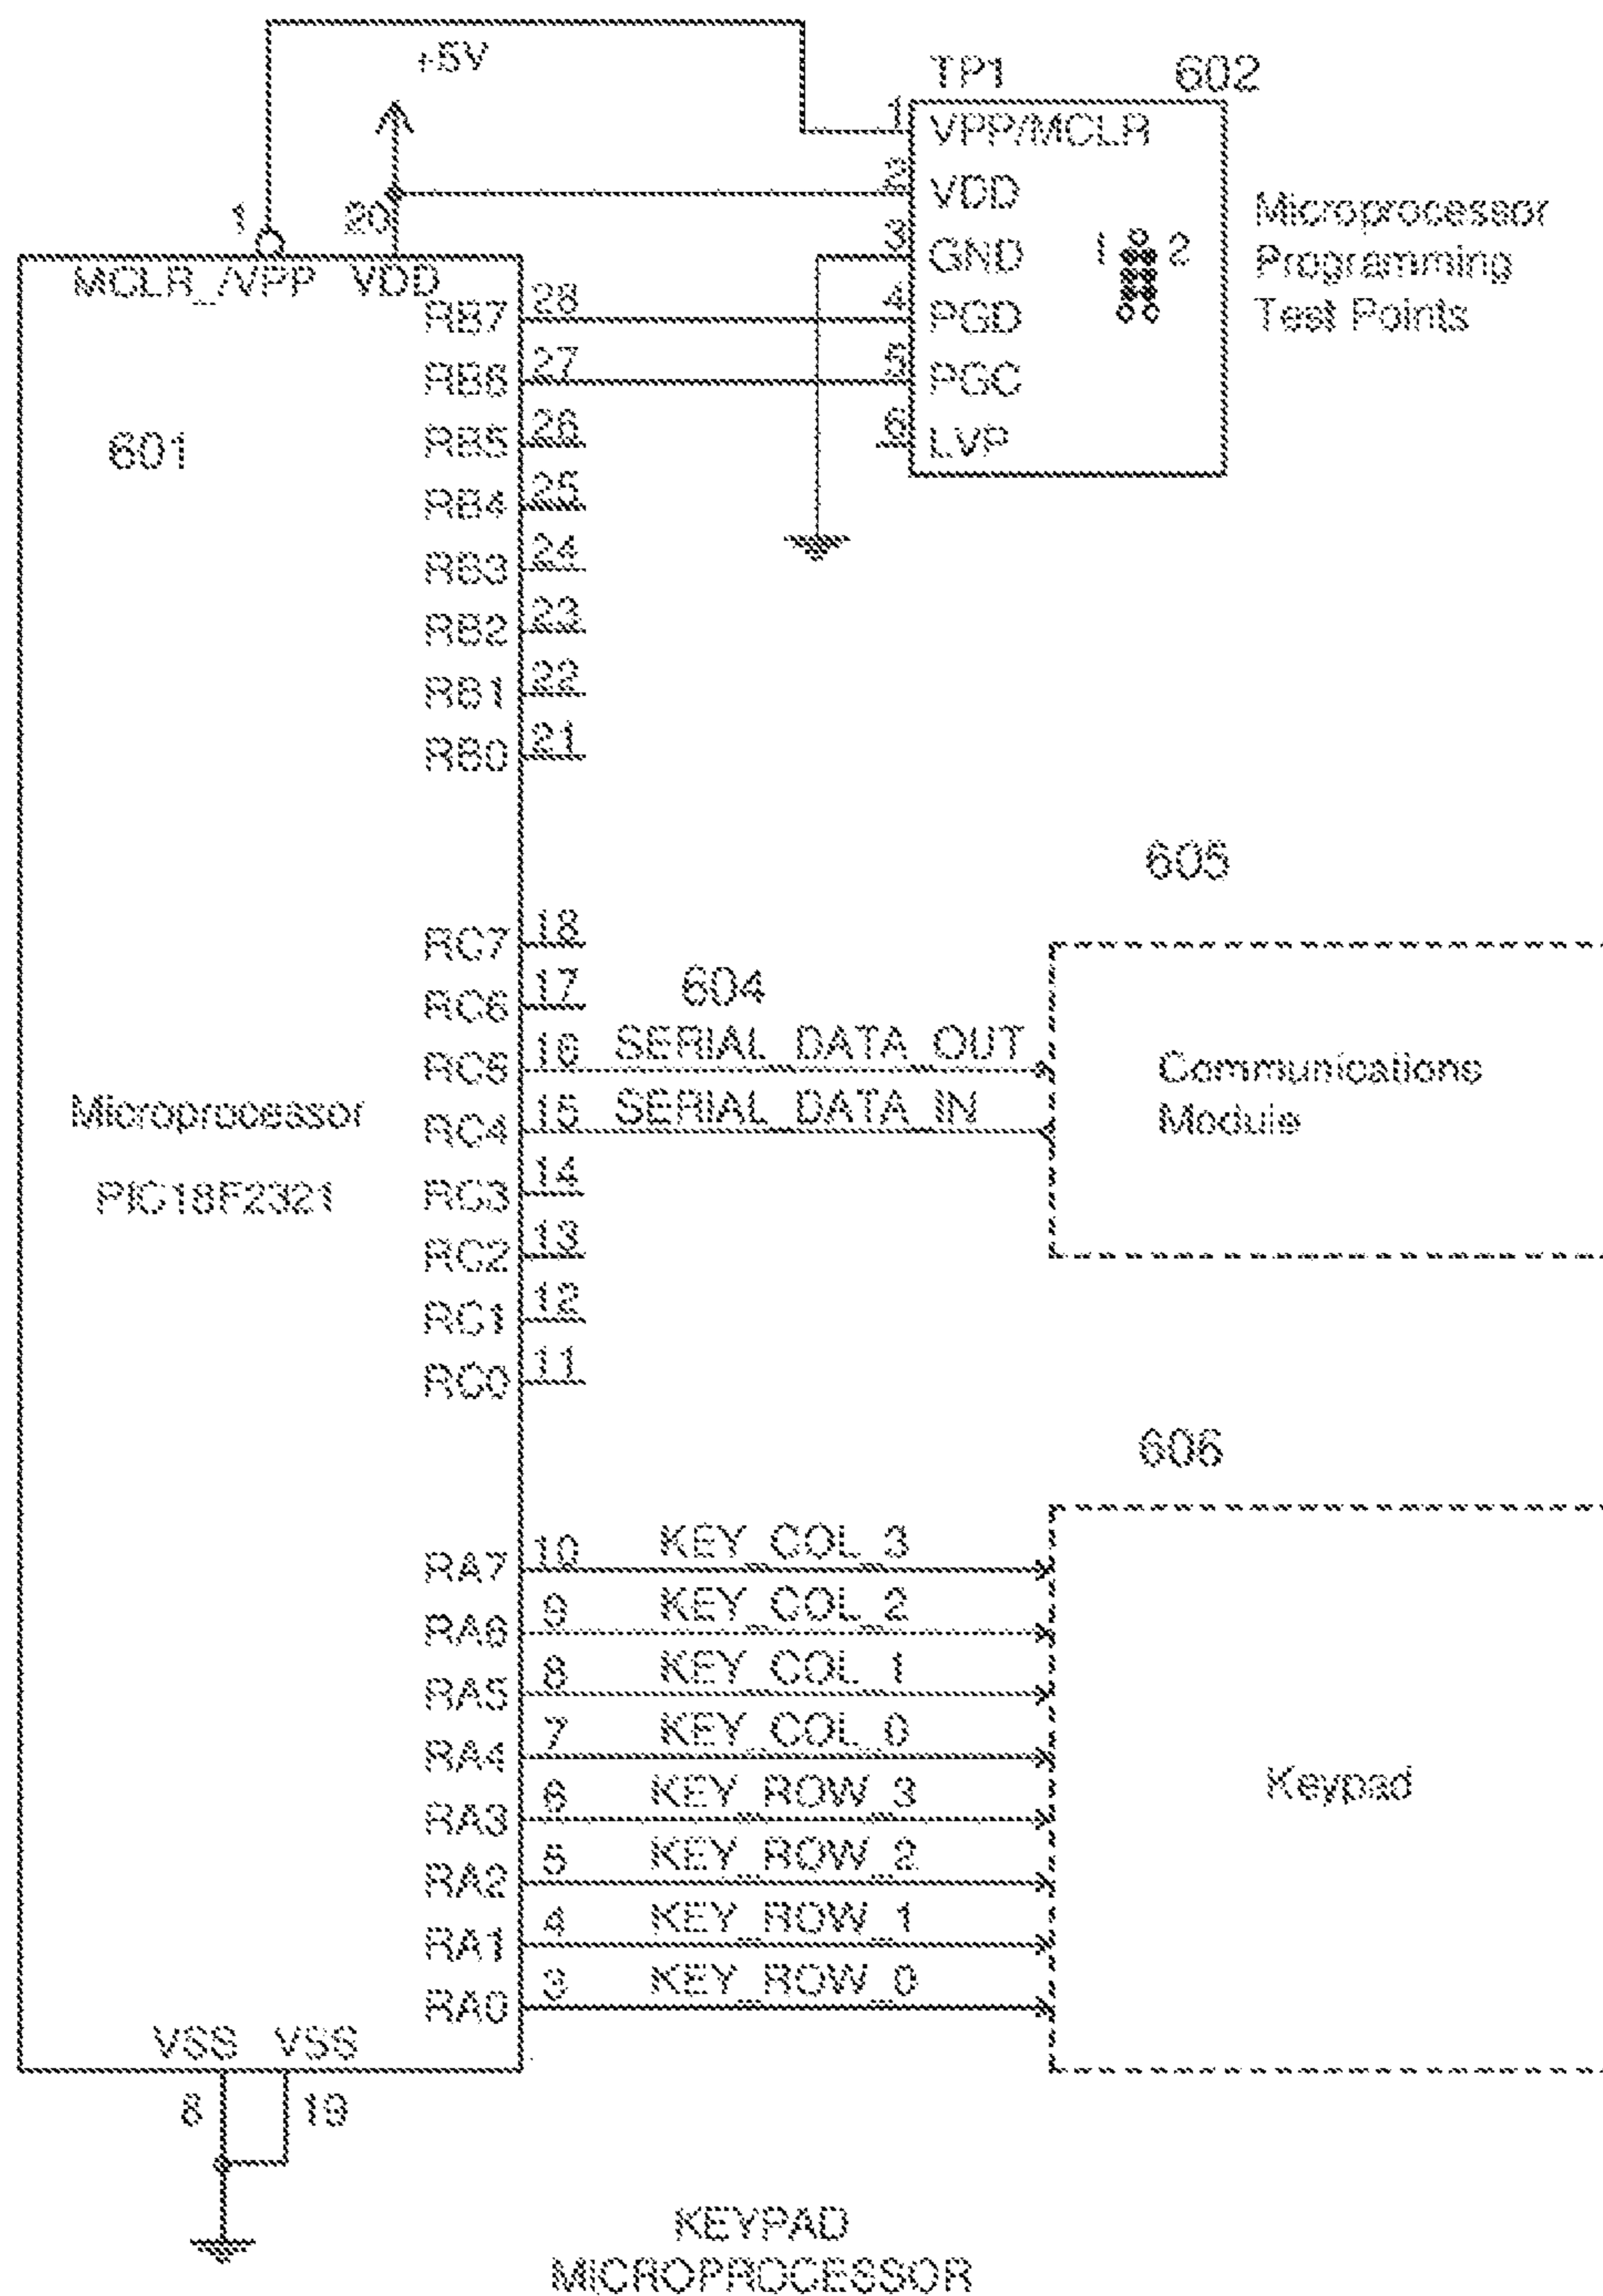 +5V
TP1
602
1
VPP/MCLR
2
VDD
3
GND
4
PGD
5
PGC
6
LVP
1 2
Microprocessor
Programming
Test Points
1
20
MCLR_/VPP VDD
601
RB7 28
RB6 27
RB5 26
RB4 25
RB3 24
RB2 23
RB1 22
RB0 21
605
RC7 18
RC6 17
604
RC5 16 SERIAL_DATA_OUT
RC4 15 SERIAL_DATA_IN
Communications
Module
Microprocessor
PIC18F2321
RC3 14
RC2 13
RC1 12
RC0 11
606
RA7 10 KEY_COL_3
RA6 9 KEY_COL_2
RA5 8 KEY_COL_1
RA4 7 KEY_COL_0
RA3 6 KEY_ROW_3
RA2 5 KEY_ROW_2
RA1 4 KEY_ROW_1
RA0 3 KEY_ROW_0
Keypad
VSS VSS
8 19
KEYPAD
MICROPROCESSOR